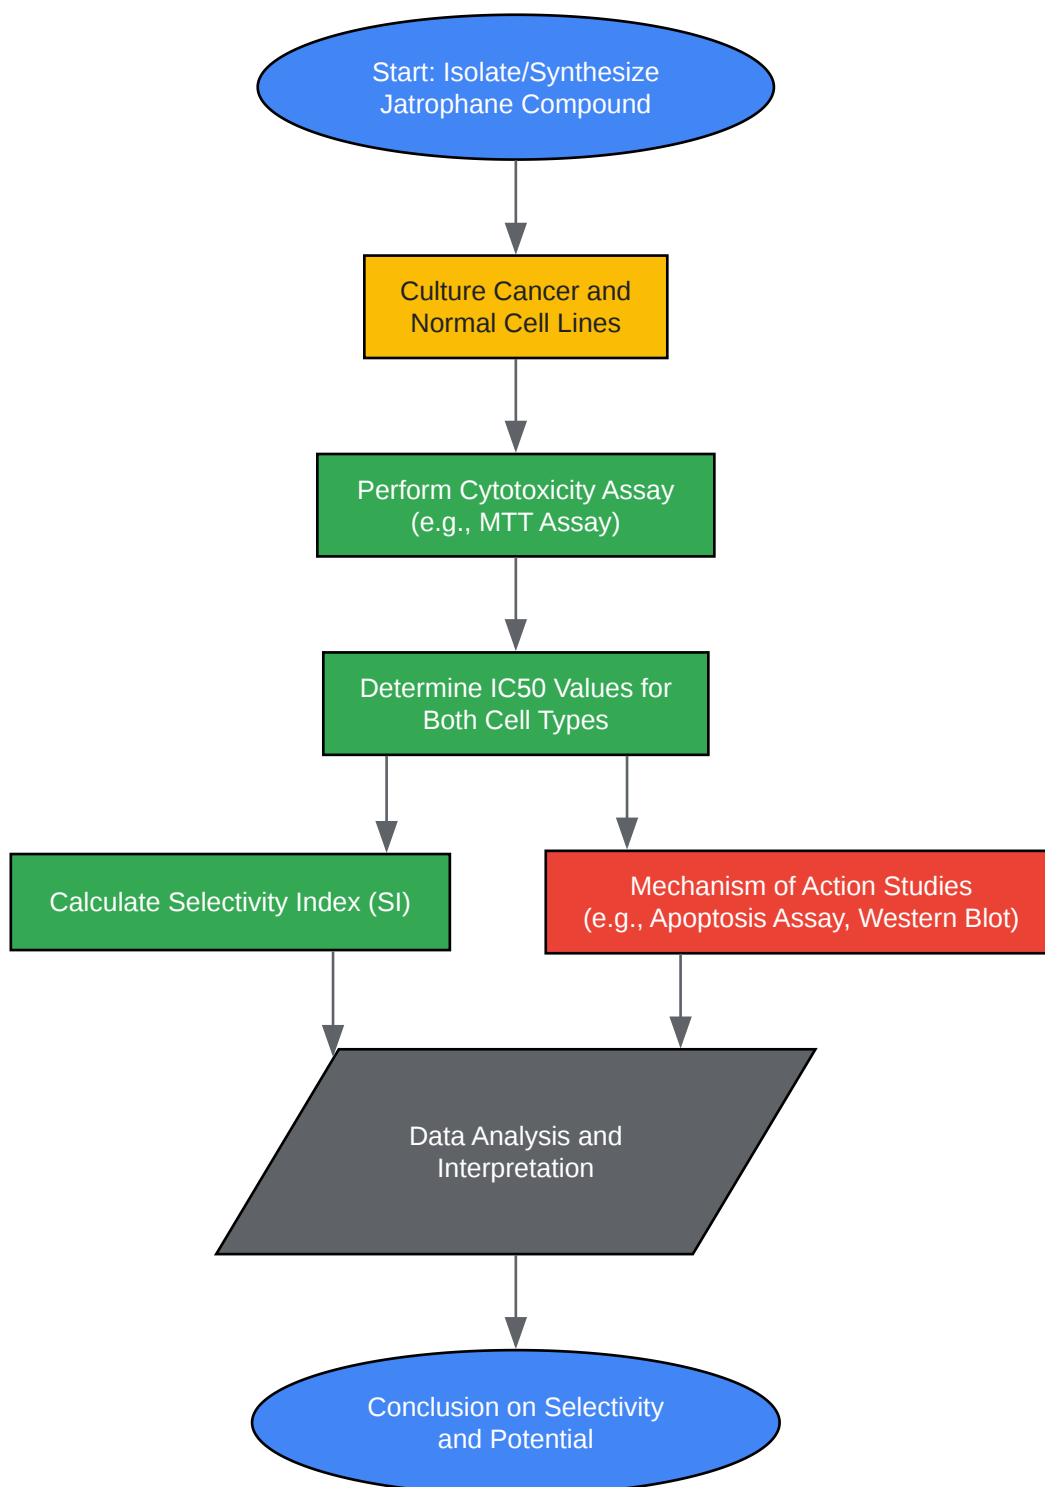 Start: Isolate/Synthesize
Jatrophane Compound
Culture Cancer and
Normal Cell Lines
Perform Cytotoxicity Assay
(e.g., MTT Assay)
Determine IC50 Values for
Both Cell Types
Calculate Selectivity Index (SI)
Mechanism of Action Studies
(e.g., Apoptosis Assay, Western Blot)
Data Analysis and
Interpretation
Conclusion on Selectivity
and Potential